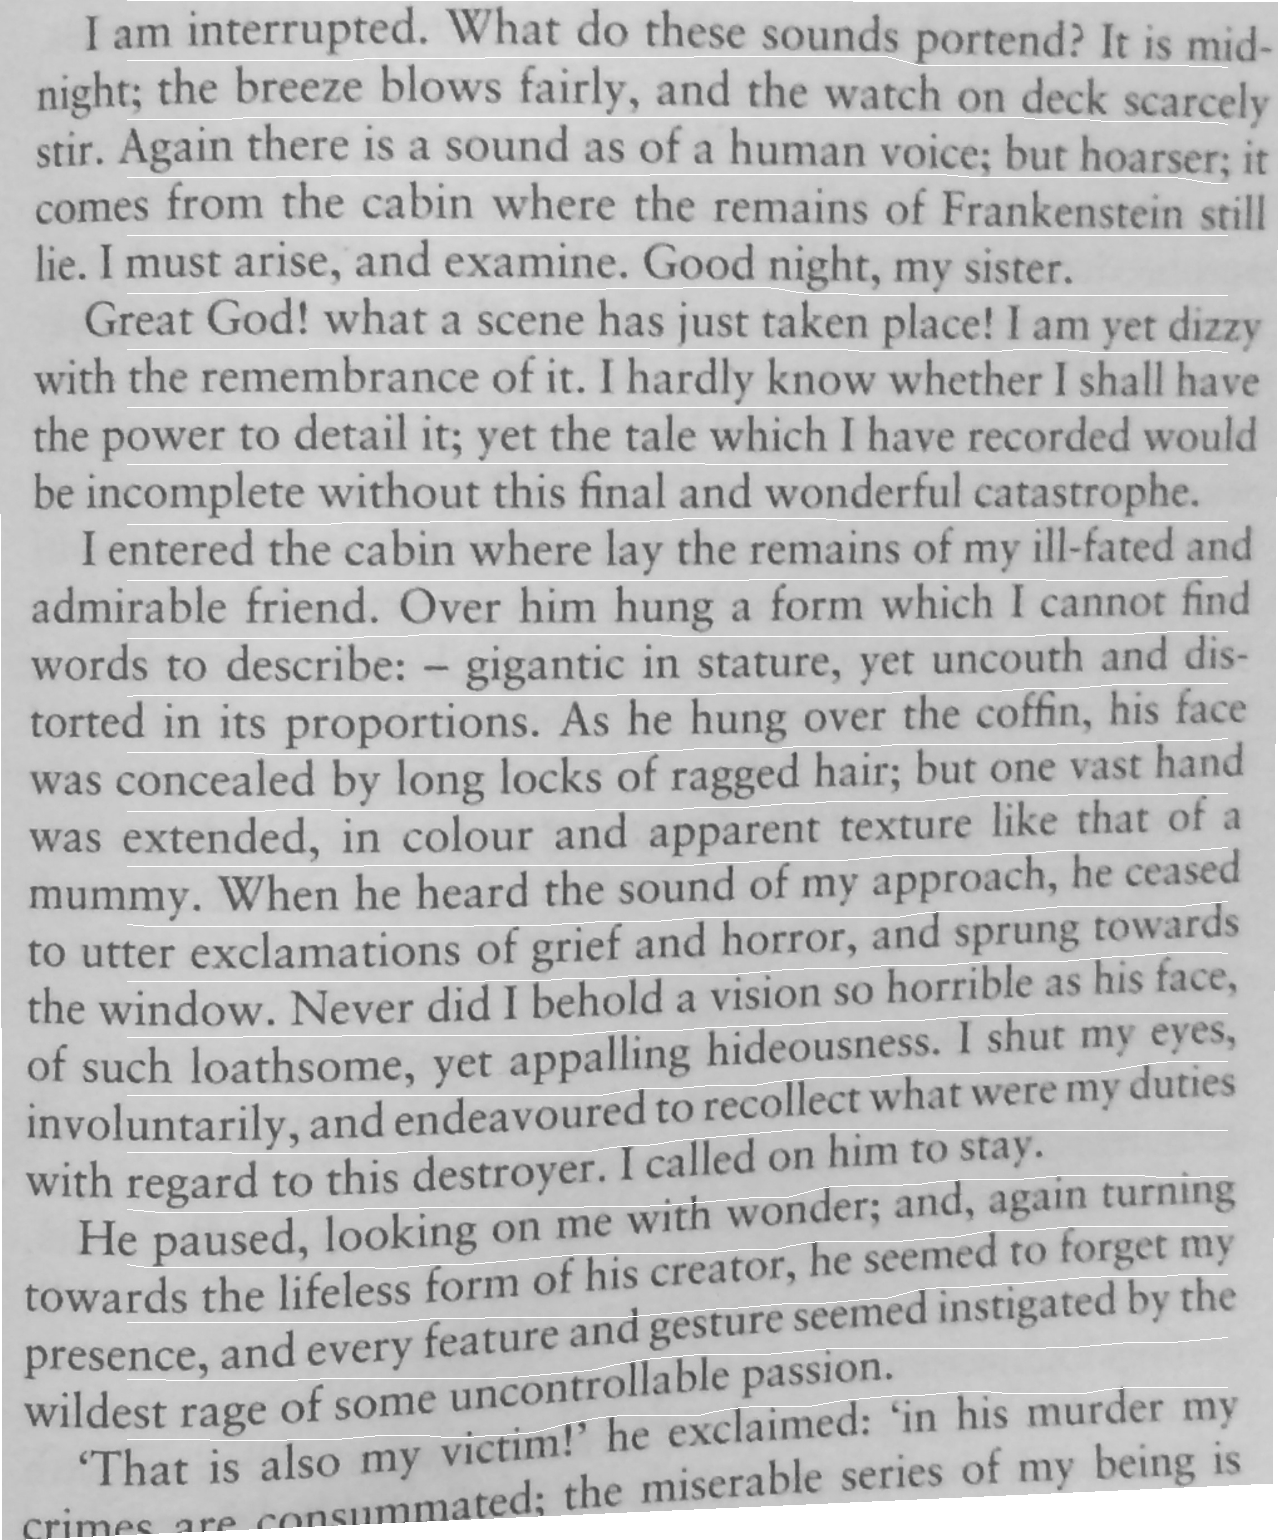 I am interrupted. What do these sounds portend? It is mid-
night; the breeze blows fairly, and the watch on deck scarcely
stir. Again there is a sound as of a human voice; but hoarser; it
comes from the cabin where the remains of Frankenstein still
lie. I must arise, and examine. Good night, my sister.
Great God! what a scene has just taken place! I am yet dizzy
with the remembrance of it. I hardly know whether I shall have
the power to detail it; yet the tale which I have recorded would
be incomplete without this final and wonderful catastrophe.
I entered the cabin where lay the remains of my ill-fated and
admirable friend. Over him hung a form which I cannot find
words to describe: – gigantic in stature, yet uncouth and dis-
torted in its proportions. As he hung over the coffin, his face
was concealed by long locks of ragged hair; but one vast hand
was extended, in colour and apparent texture like that of a
mummy. When he heard the sound of my approach, he ceased
to utter exclamations of grief and horror, and sprung towards
the window. Never did I behold a vision so horrible as his face,
of such loathsome, yet appalling hideousness. I shut my eyes,
involuntarily, and endeavoured to recollect what were my duties
with regard to this destroyer. I called on him to stay.
He paused, looking on me with wonder; and, again turning
towards the lifeless form of his creator, he seemed to forget my
presence, and every feature and gesture seemed instigated by the
wildest rage of some uncontrollable passion.
‘That is also my victim!’ he exclaimed: ‘in his murder my
crimes are consummated; the miserable series of my being is